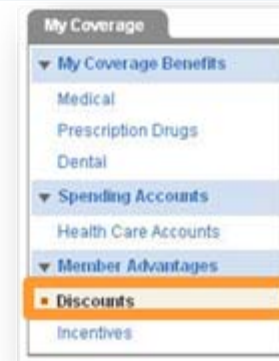 My Coverage
My Coverage Benefits
Medical
Prescription Drugs
Dental
Spending Accounts
Health Care Accounts
Member Advantages
Discounts
Incentives